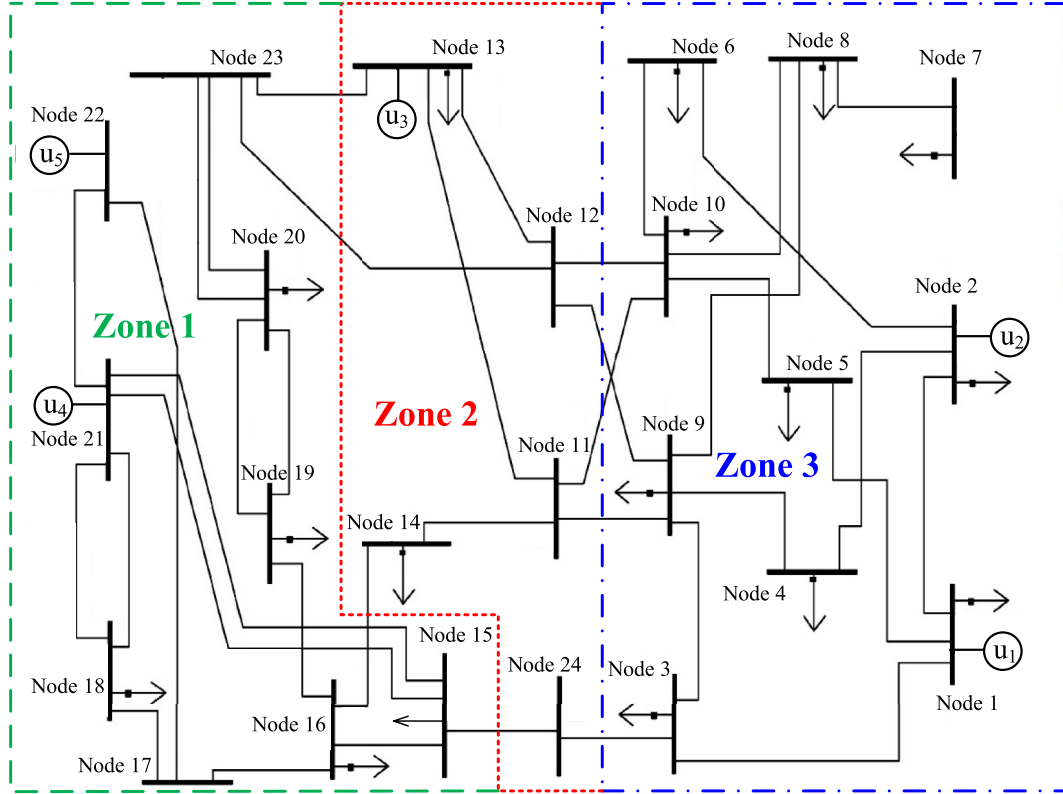 Node 13
Node 6
Node 8
Node 23
Node 7
Node 22
u3
u5
Node 10
Node 12
Node 20
Node 2
Zone 1
u2
Node 5
u4
Zone 2
Node 9
Node 21
Node 11
Zone 3
Node 19
Node 14
Node 4
Node 15
u1
Node 24
Node 3
Node 18
Node 1
Node 16
Node 17